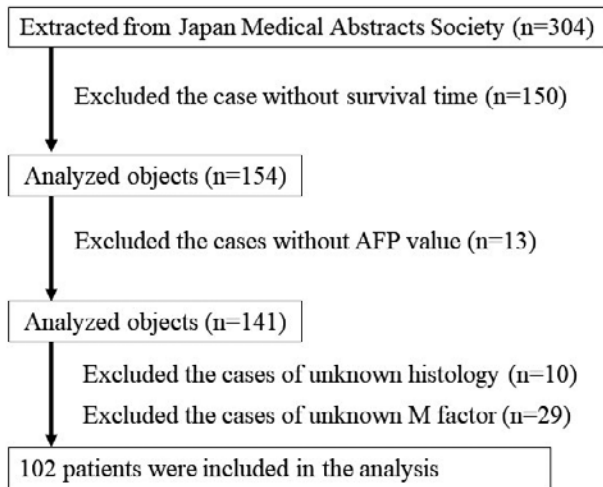 Extracted from Japan Medical Abstracts Society (n=304)
Excluded the case without survival time (n=150)
Analyzed objects (n=154)
Excluded the cases without AFP value (n=13)
Analyzed objects (n=141)
Excluded the cases of unknown histology (n=10)
Excluded the cases of unknown M factor (n=29)
102 patients were included in the analysis